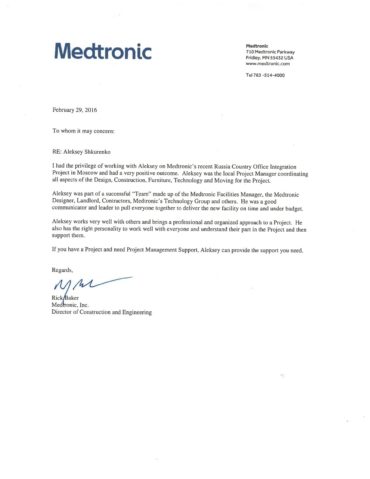 Medtronic
Medtronic
710 Medtronic Parkway
Fridley, MN 55432 USA
www.medtronic.com
Tel 763 -514-4000
February 29, 2016
To whom it may concern:
RE: Aleksey Shkurenko
I had the privilege of working with Aleksey on Medtronic's recent Russia Country Office Integration
Project in Moscow and had a very positive outcome. Aleksey was the local Project Manager coordinating
all aspects of the Design, Construction, Furniture, Technology and Moving for the Project.
Aleksey was part of a successful "Team" made up of the Medtronic Facilities Manager, the Medtronic
Designer, Landlord, Contractors, Medtronic's Technology Group and others. He was a good
communicator and leader to pull everyone together to deliver the new facility on time and under budget.
Aleksey works very well with others and brings a professional and organized approach to a Project. He
also has the right personality to work well with everyone and understand their part in the Project and then
support them.
If you have a Project and need Project Management Support, Aleksey can provide the support you need.
Regards,
Rick Baker
Medtronic, Inc.
Director of Construction and Engineering